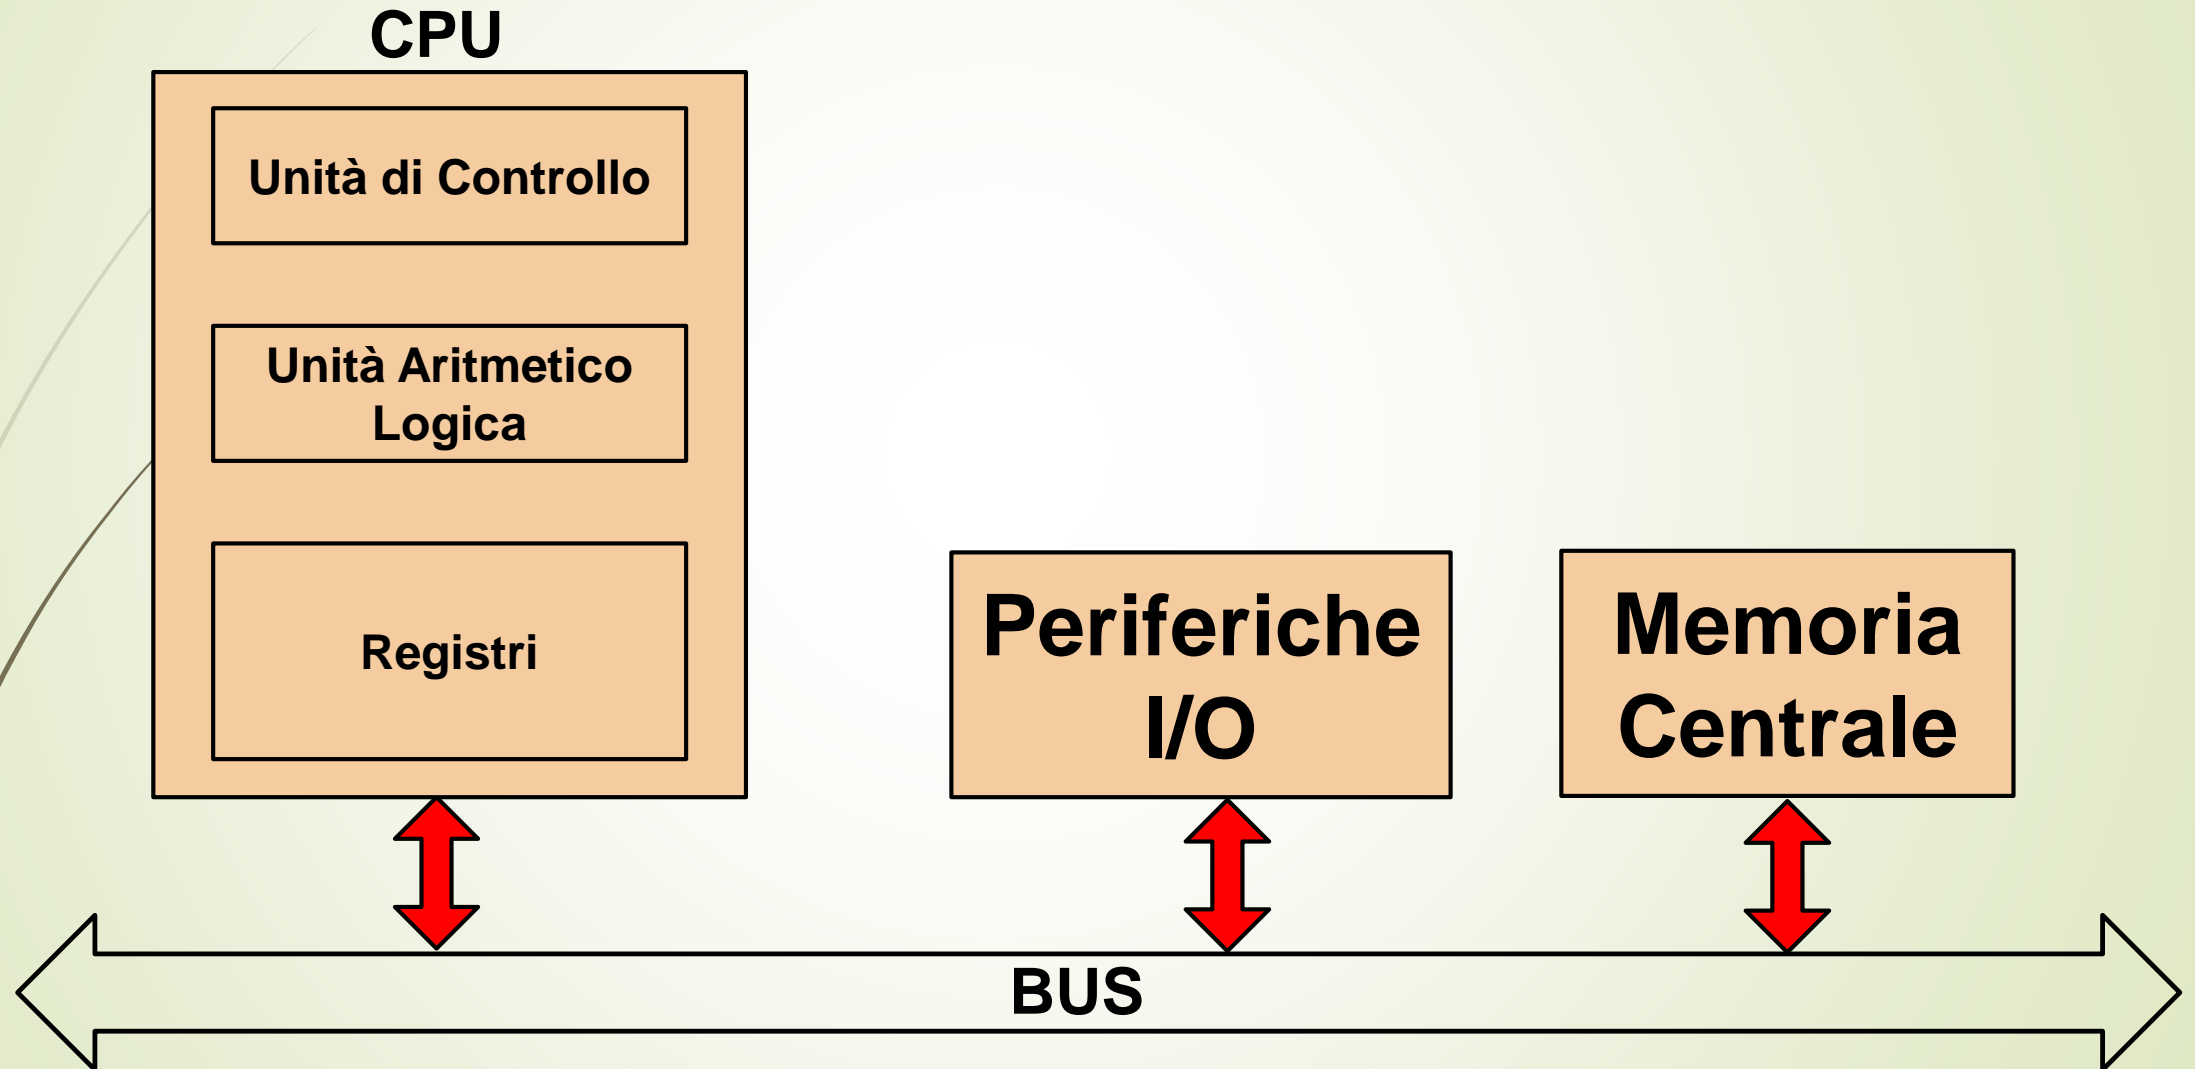 CPU
Unità di Controllo
Unità Aritmetico
Logica
Registri
Periferiche
I/O
Memoria
Centrale
BUS